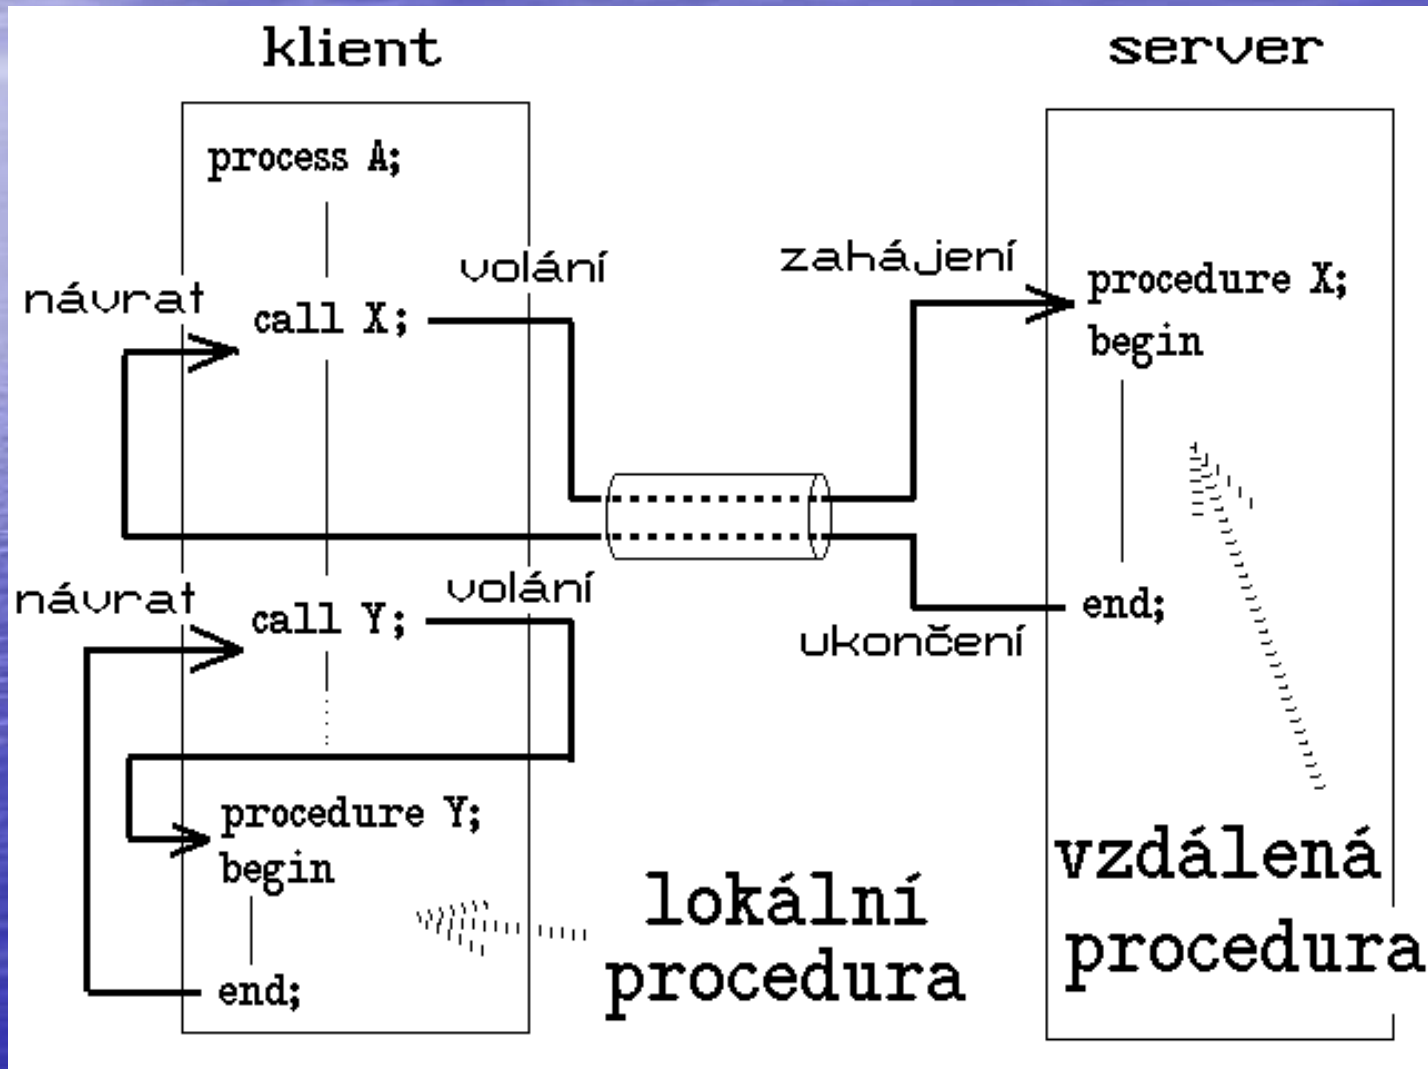 klient
server
process A;
volání
zahájení
návrat
call X;
procedure X;
begin
návrat
volání
call Y;
end;
ukončení
procedure Y;
begin
end;
lokální
procedura
vzdálená
procedura